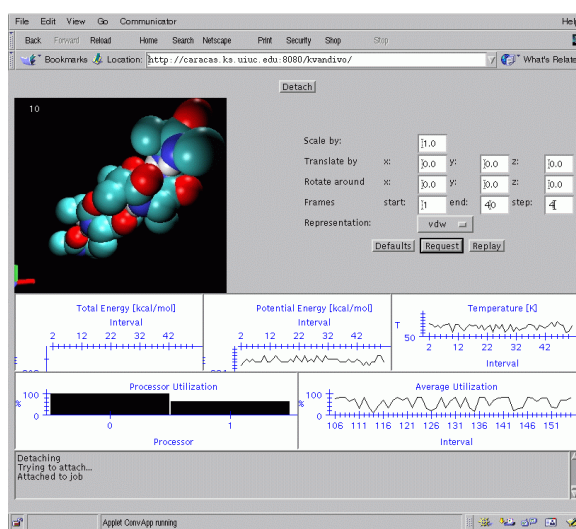 File Edit View Go Communicator Help
Back Forward Reload Home Search Netscape Print Security Shop Stop
Bookmarks Location: http://caracas.ks.uiuc.edu:8080/kvandivo/ What's Relate
Detach
10
Scale by: 1.0
Translate by x: 0.0 y: 0.0 z: 0.0
Rotate around x: 0.0 y: 0.0 z: 0.0
Frames start: 1 end: 40 step: 4
Representation: vdw
Defaults Request Replay
Total Energy [kcal/mol]
Interval
2 12 22 32 42
Potential Energy [kcal/mol]
Interval
2 12 22 32 42
Temperature [K]
T
50
2 12 22 32 42
Interval
Processor Utilization
%
100
0
0 1
Processor
Average Utilization
%
100
0
106 111 116 121 126 131 136 141 146 151
Interval
Detaching
Trying to attach...
Attached to job
Applet ConvApp running